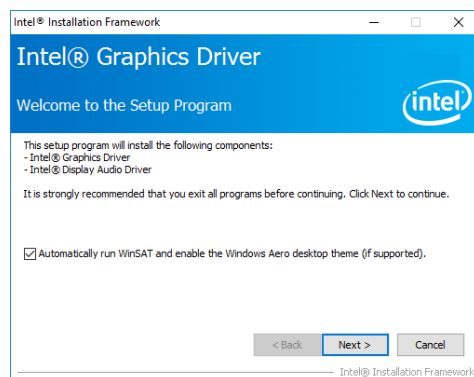 Intel® Installation Framework
Intel® Graphics Driver
Welcome to the Setup Program
intel
This setup program will install the following components:
- Intel® Graphics Driver
- Intel® Display Audio Driver
It is strongly recommended that you exit all programs before continuing. Click Next to continue.
Automatically run WinSAT and enable the Windows Aero desktop theme (if supported).
< Back Next > Cancel
Intel® Installation Framework